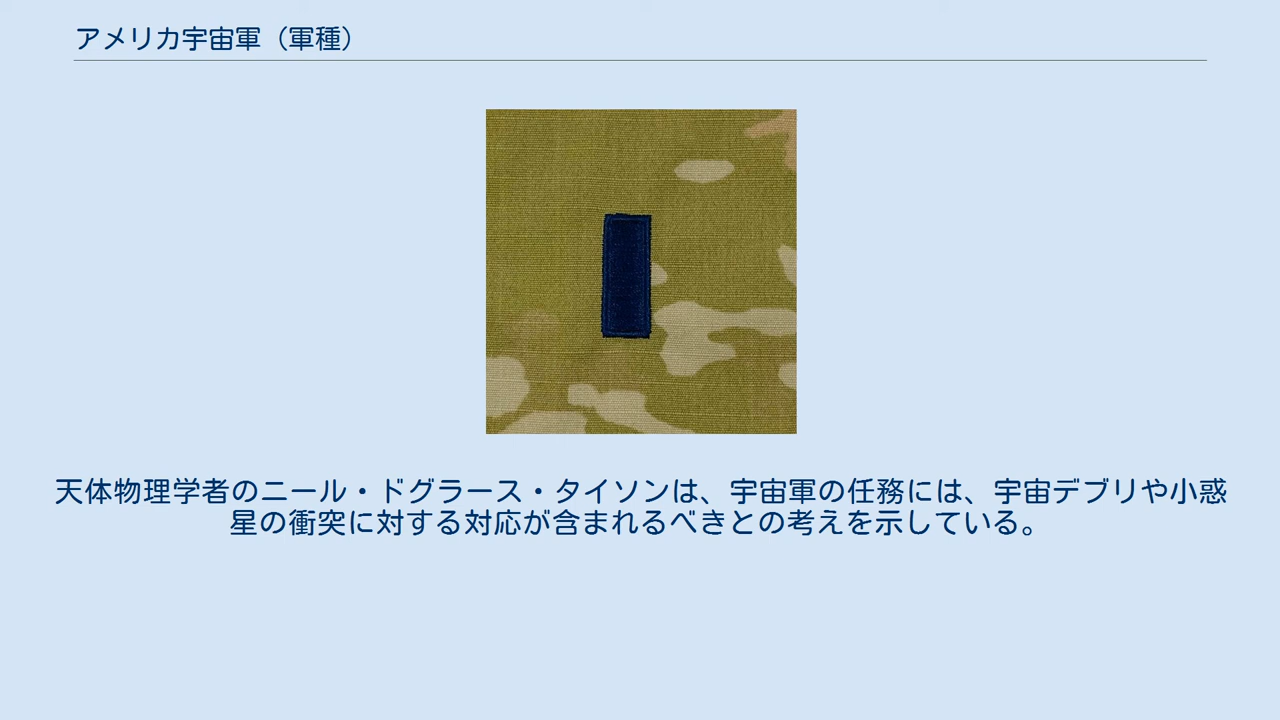 アメリカ宇宙軍（軍種）
天体物理学者のニール・ドグラース・タイソンは、宇宙軍の任務には、宇宙デブリや小惑
星の衝突に対する対応が含まれるべきとの考えを示している。